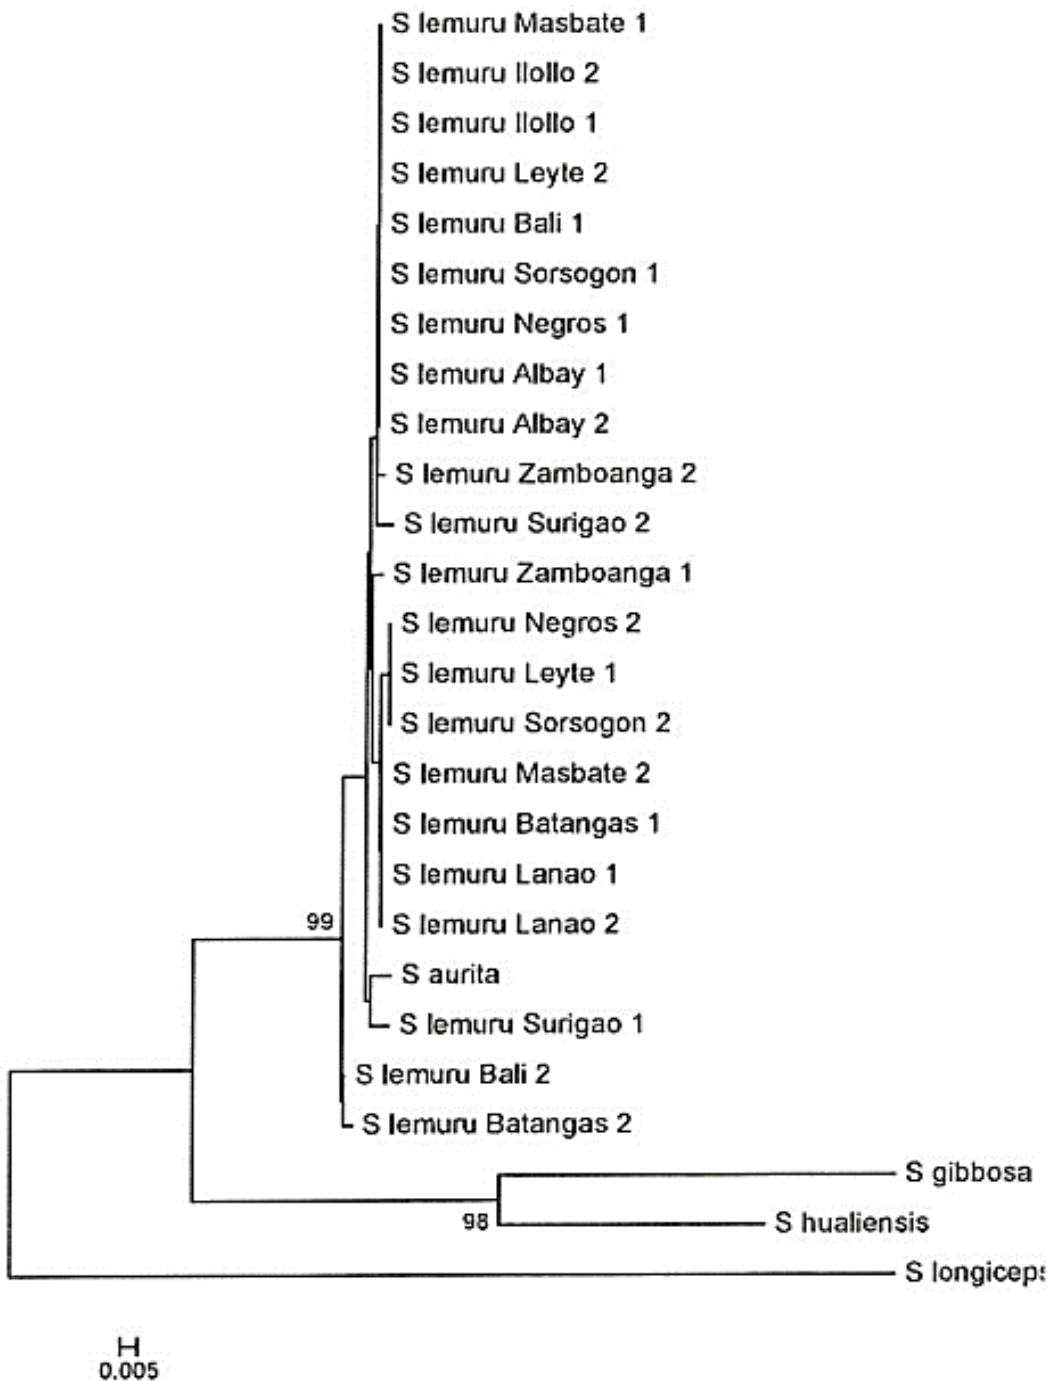 S lemuru Masbate 1
S lemuru Ilollo 2
S lemuru Ilollo 1
S lemuru Leyte 2
S lemuru Bali 1
S lemuru Sorsogon 1
S lemuru Negros 1
S lemuru Albay 1
S lemuru Albay 2
S lemuru Zamboanga 2
S lemuru Surigao 2
S lemuru Zamboanga 1
S lemuru Negros 2
S lemuru Leyte 1
S lemuru Sorsogon 2
S lemuru Masbate 2
S lemuru Batangas 1
S lemuru Lanao 1
99
S lemuru Lanao 2
S aurita
S lemuru Surigao 1
S lemuru Bali 2
S lemuru Batangas 2
S gibbosa
98
S hualiensis
S longiceps
0.005